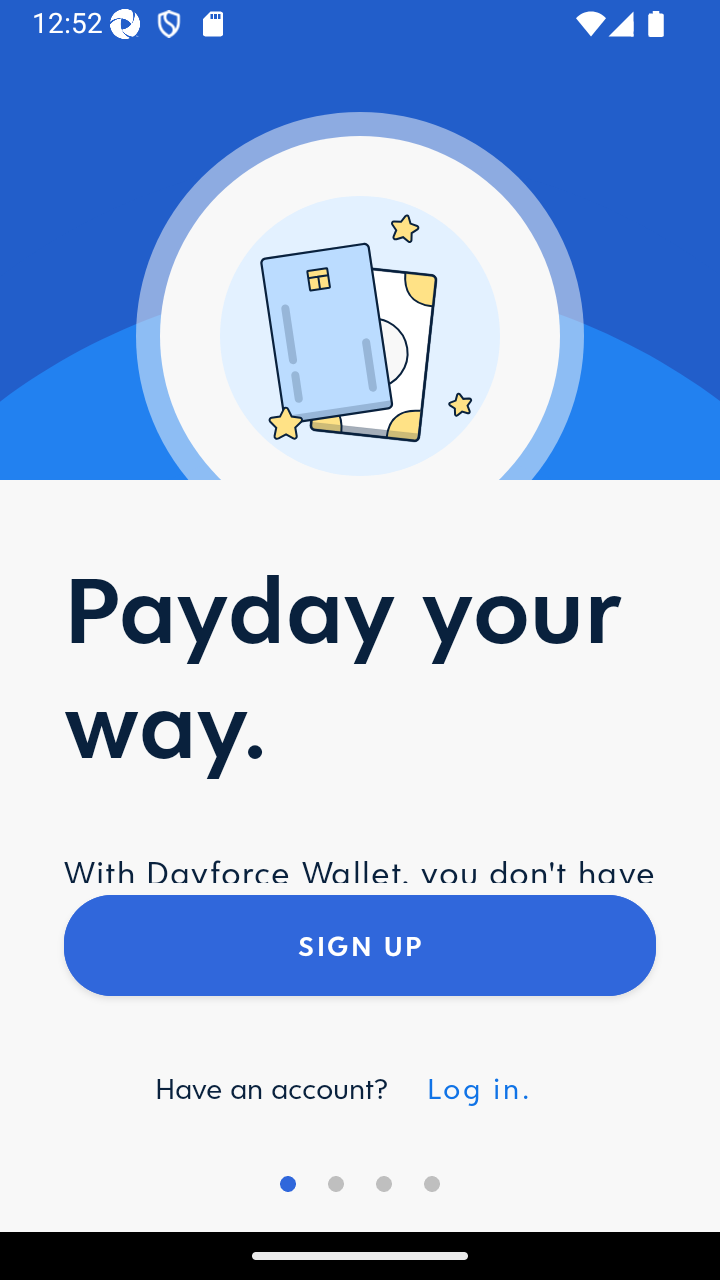 12:52
Payday your
way.
With Dayforce Wallet, you don't have
SIGN UP
Have an account? Log in.